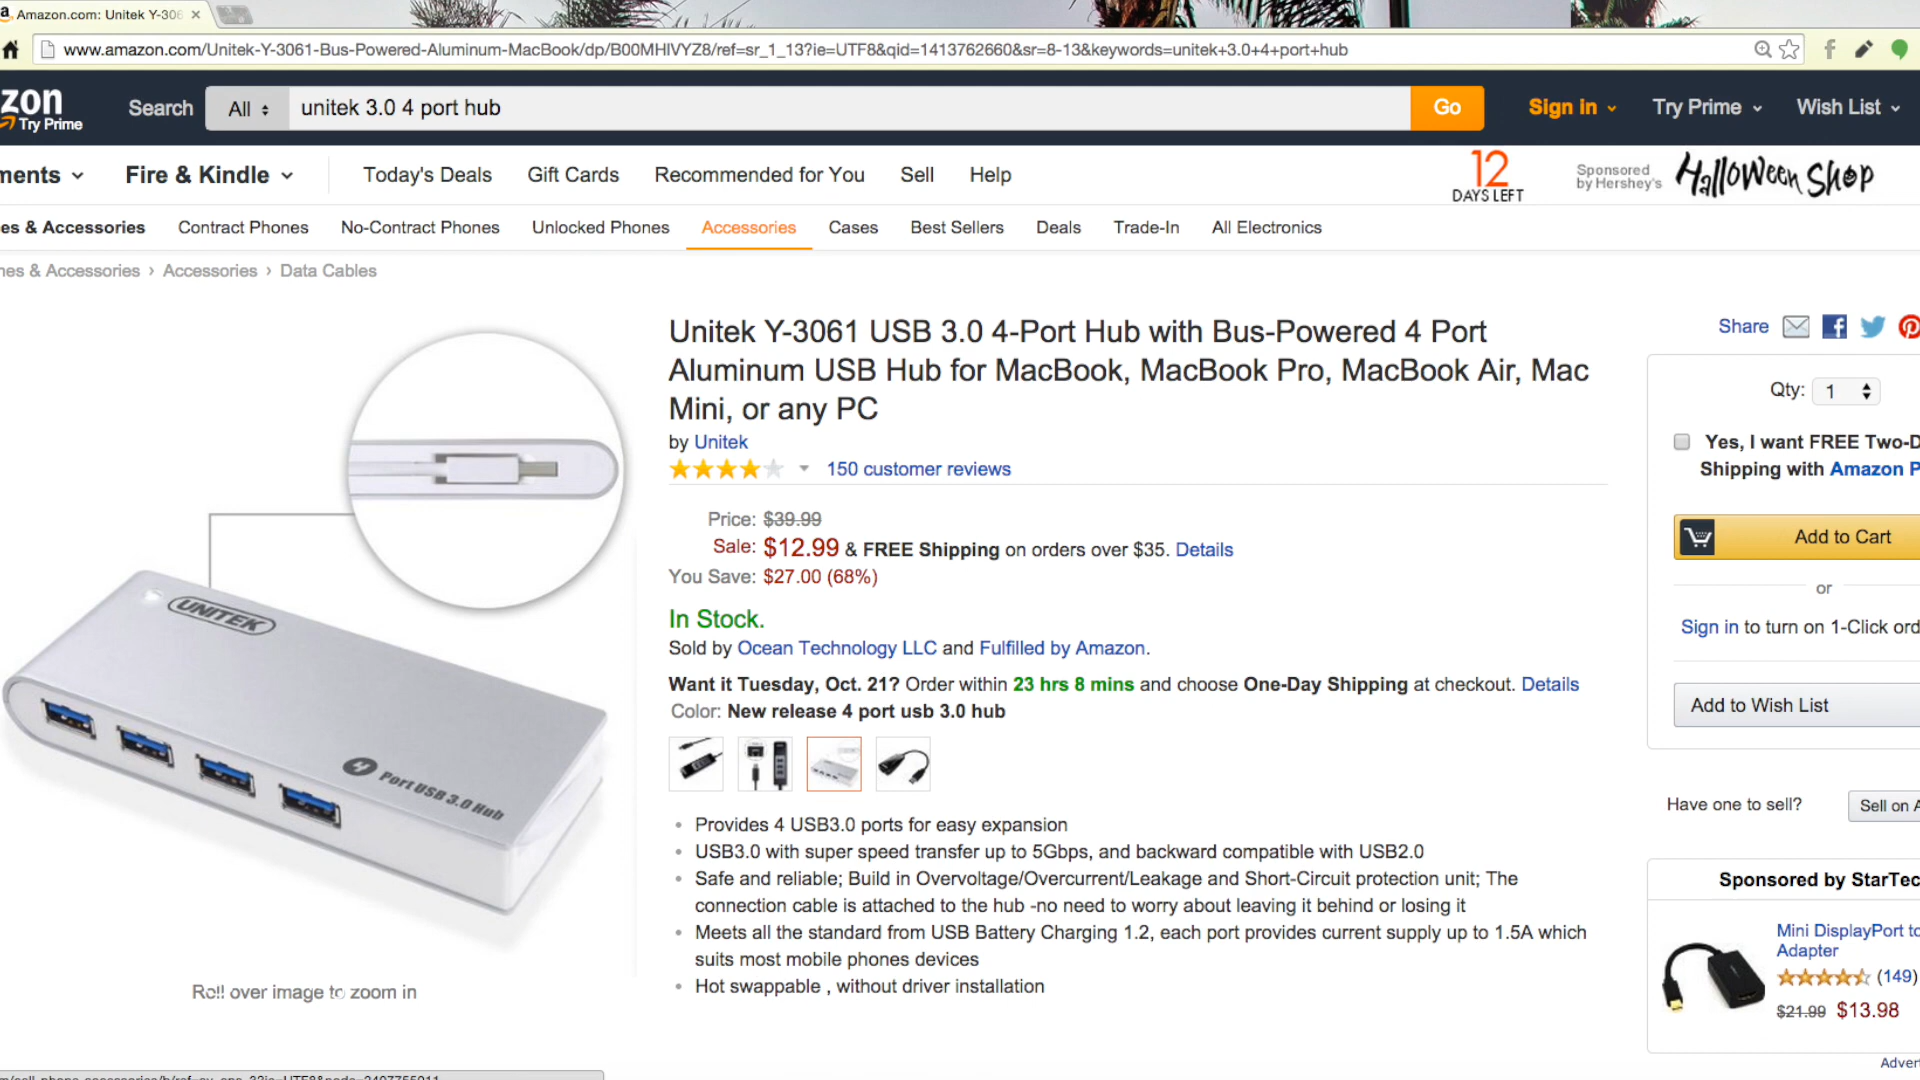 Amazon.com: Unitek Y-306
www.amazon.com/Unitek-Y-3061-Bus-Powered-Aluminum-MacBook/dp/B00MHIVYZ8/ref=sr_1_13?ie=UTF8&qid=1413762660&sr=8-13&keywords=unitek+3.0+4+port+hub
zon
Try Prime
Search
All
unitek 3.0 4 port hub
Go
Sign in
Try Prime
Wish List
ments
Fire & Kindle
Today's Deals
Gift Cards
Recommended for You
Sell
Help
12
DAYS LEFT
Sponsored
by Hershey's
Halloween Shop
es & Accessories
Contract Phones
No-Contract Phones
Unlocked Phones
Accessories
Cases
Best Sellers
Deals
Trade-In
All Electronics
nes & Accessories › Accessories › Data Cables
UNITEK
4 Port USB 3.0 Hub
Roll over image to zoom in
Unitek Y-3061 USB 3.0 4-Port Hub with Bus-Powered 4 Port
Aluminum USB Hub for MacBook, MacBook Pro, MacBook Air, Mac
Mini, or any PC
by Unitek
150 customer reviews
Price: $39.99
Sale: $12.99 & FREE Shipping on orders over $35. Details
You Save: $27.00 (68%)
In Stock.
Sold by Ocean Technology LLC and Fulfilled by Amazon.
Want it Tuesday, Oct. 21? Order within 23 hrs 8 mins and choose One-Day Shipping at checkout. Details
Color: New release 4 port usb 3.0 hub
• Provides 4 USB3.0 ports for easy expansion
• USB3.0 with super speed transfer up to 5Gbps, and backward compatible with USB2.0
• Safe and reliable; Build in Overvoltage/Overcurrent/Leakage and Short-Circuit protection unit; The
connection cable is attached to the hub -no need to worry about leaving it behind or losing it
• Meets all the standard from USB Battery Charging 1.2, each port provides current supply up to 1.5A which
suits most mobile phones devices
• Hot swappable , without driver installation
Share
Qty: 1
Yes, I want FREE Two-D
Shipping with Amazon P
Add to Cart
or
Sign in to turn on 1-Click ord
Add to Wish List
Have one to sell?
Sell on A
Sponsored by StarTec
Mini DisplayPort to
Adapter
(149)
$21.99 $13.98
Advert